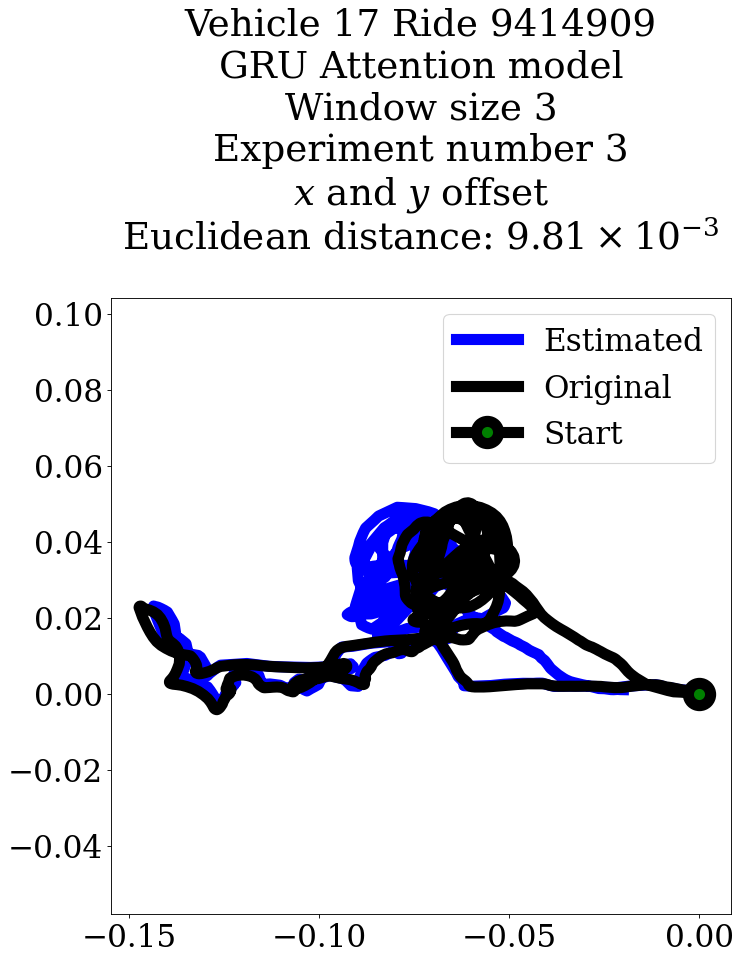 Vehicle 17 Ride 9414909
GRU Attention model
Window size 3
Experiment number 3
x and y offset
Euclidean distance: 9.81 × 10⁻³
0.10
0.08
0.06
0.04
0.02
0.00
−0.02
−0.04
Estimated
Original
Start
−0.15
−0.10
−0.05
0.00